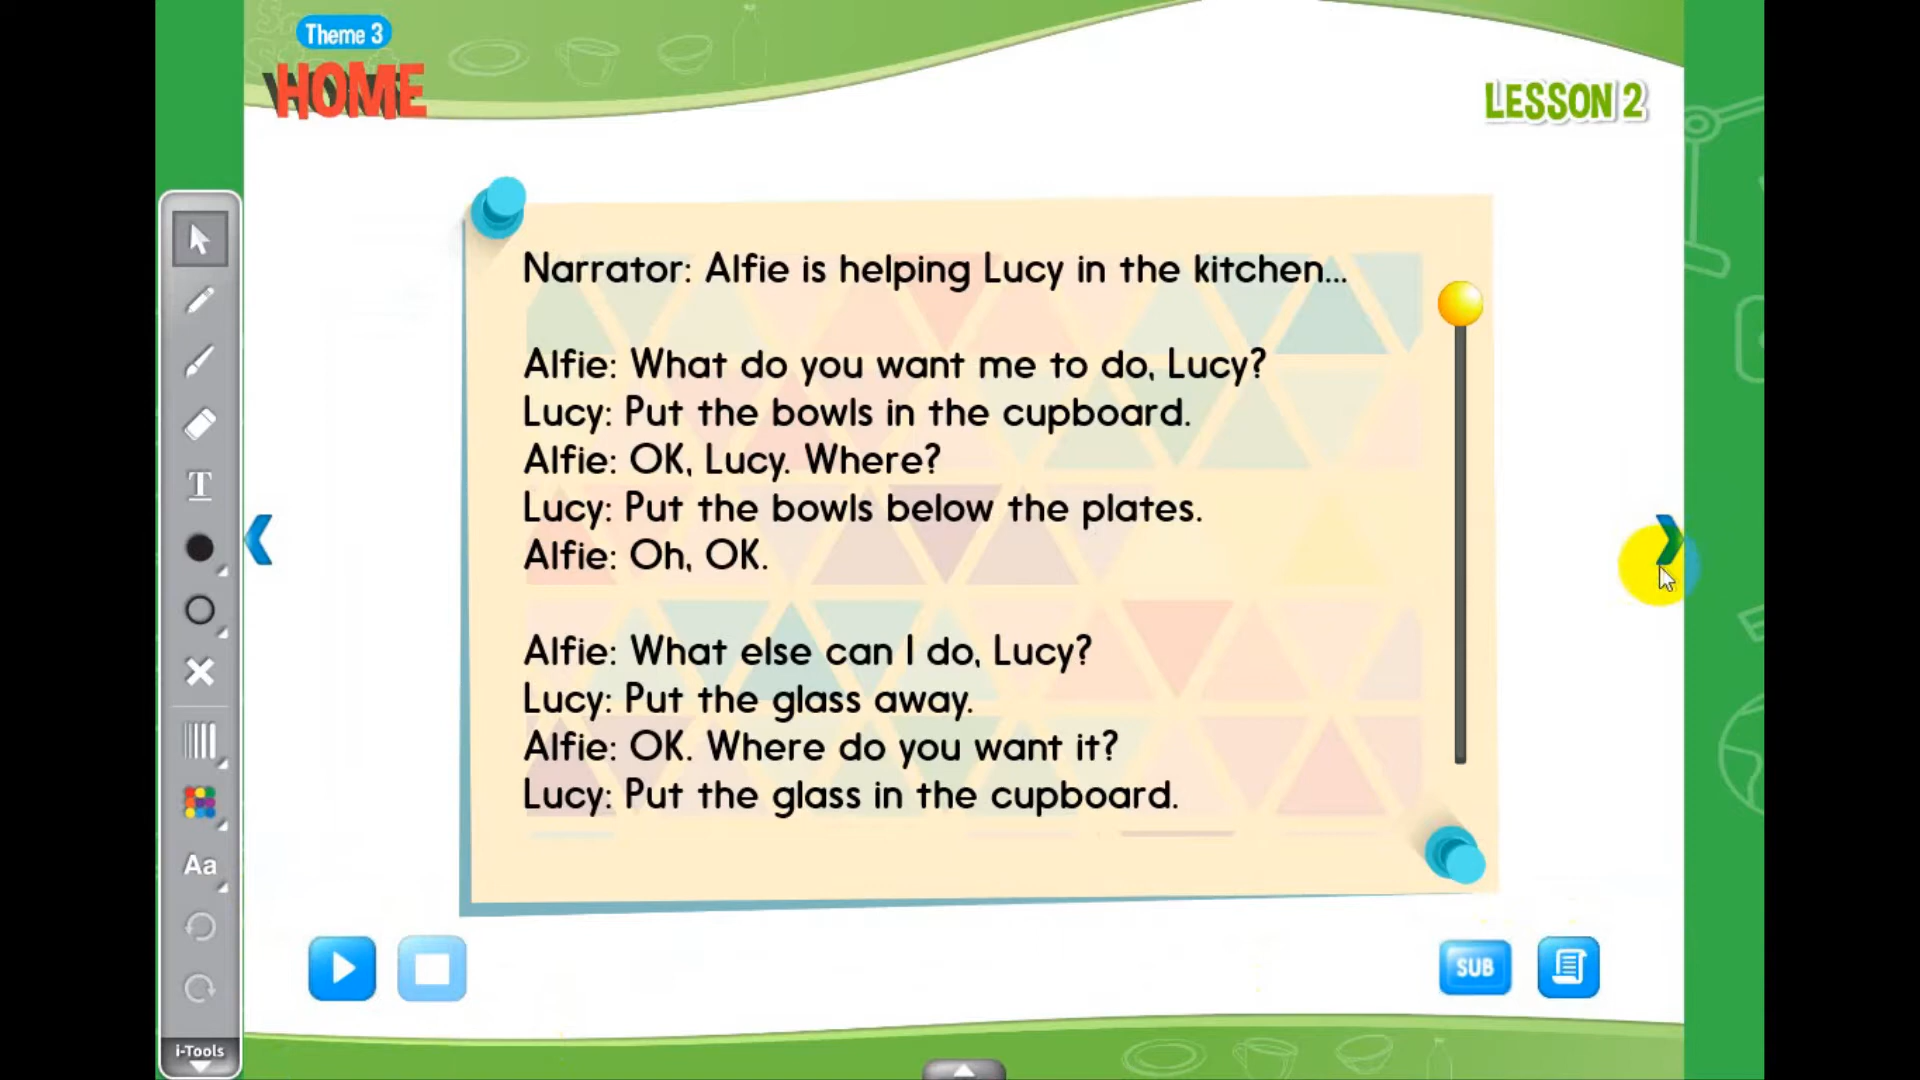 Theme 3
HOME
LESSON 2
Narrator: Alfie is helping Lucy in the kitchen...
Alfie: What do you want me to do, Lucy?
Lucy: Put the bowls in the cupboard.
Alfie: OK, Lucy. Where?
Lucy: Put the bowls below the plates.
Alfie: Oh, OK.
Alfie: What else can I do, Lucy?
Lucy: Put the glass away.
Alfie: OK. Where do you want it?
Lucy: Put the glass in the cupboard.
T
Aa
i-Tools
SUB